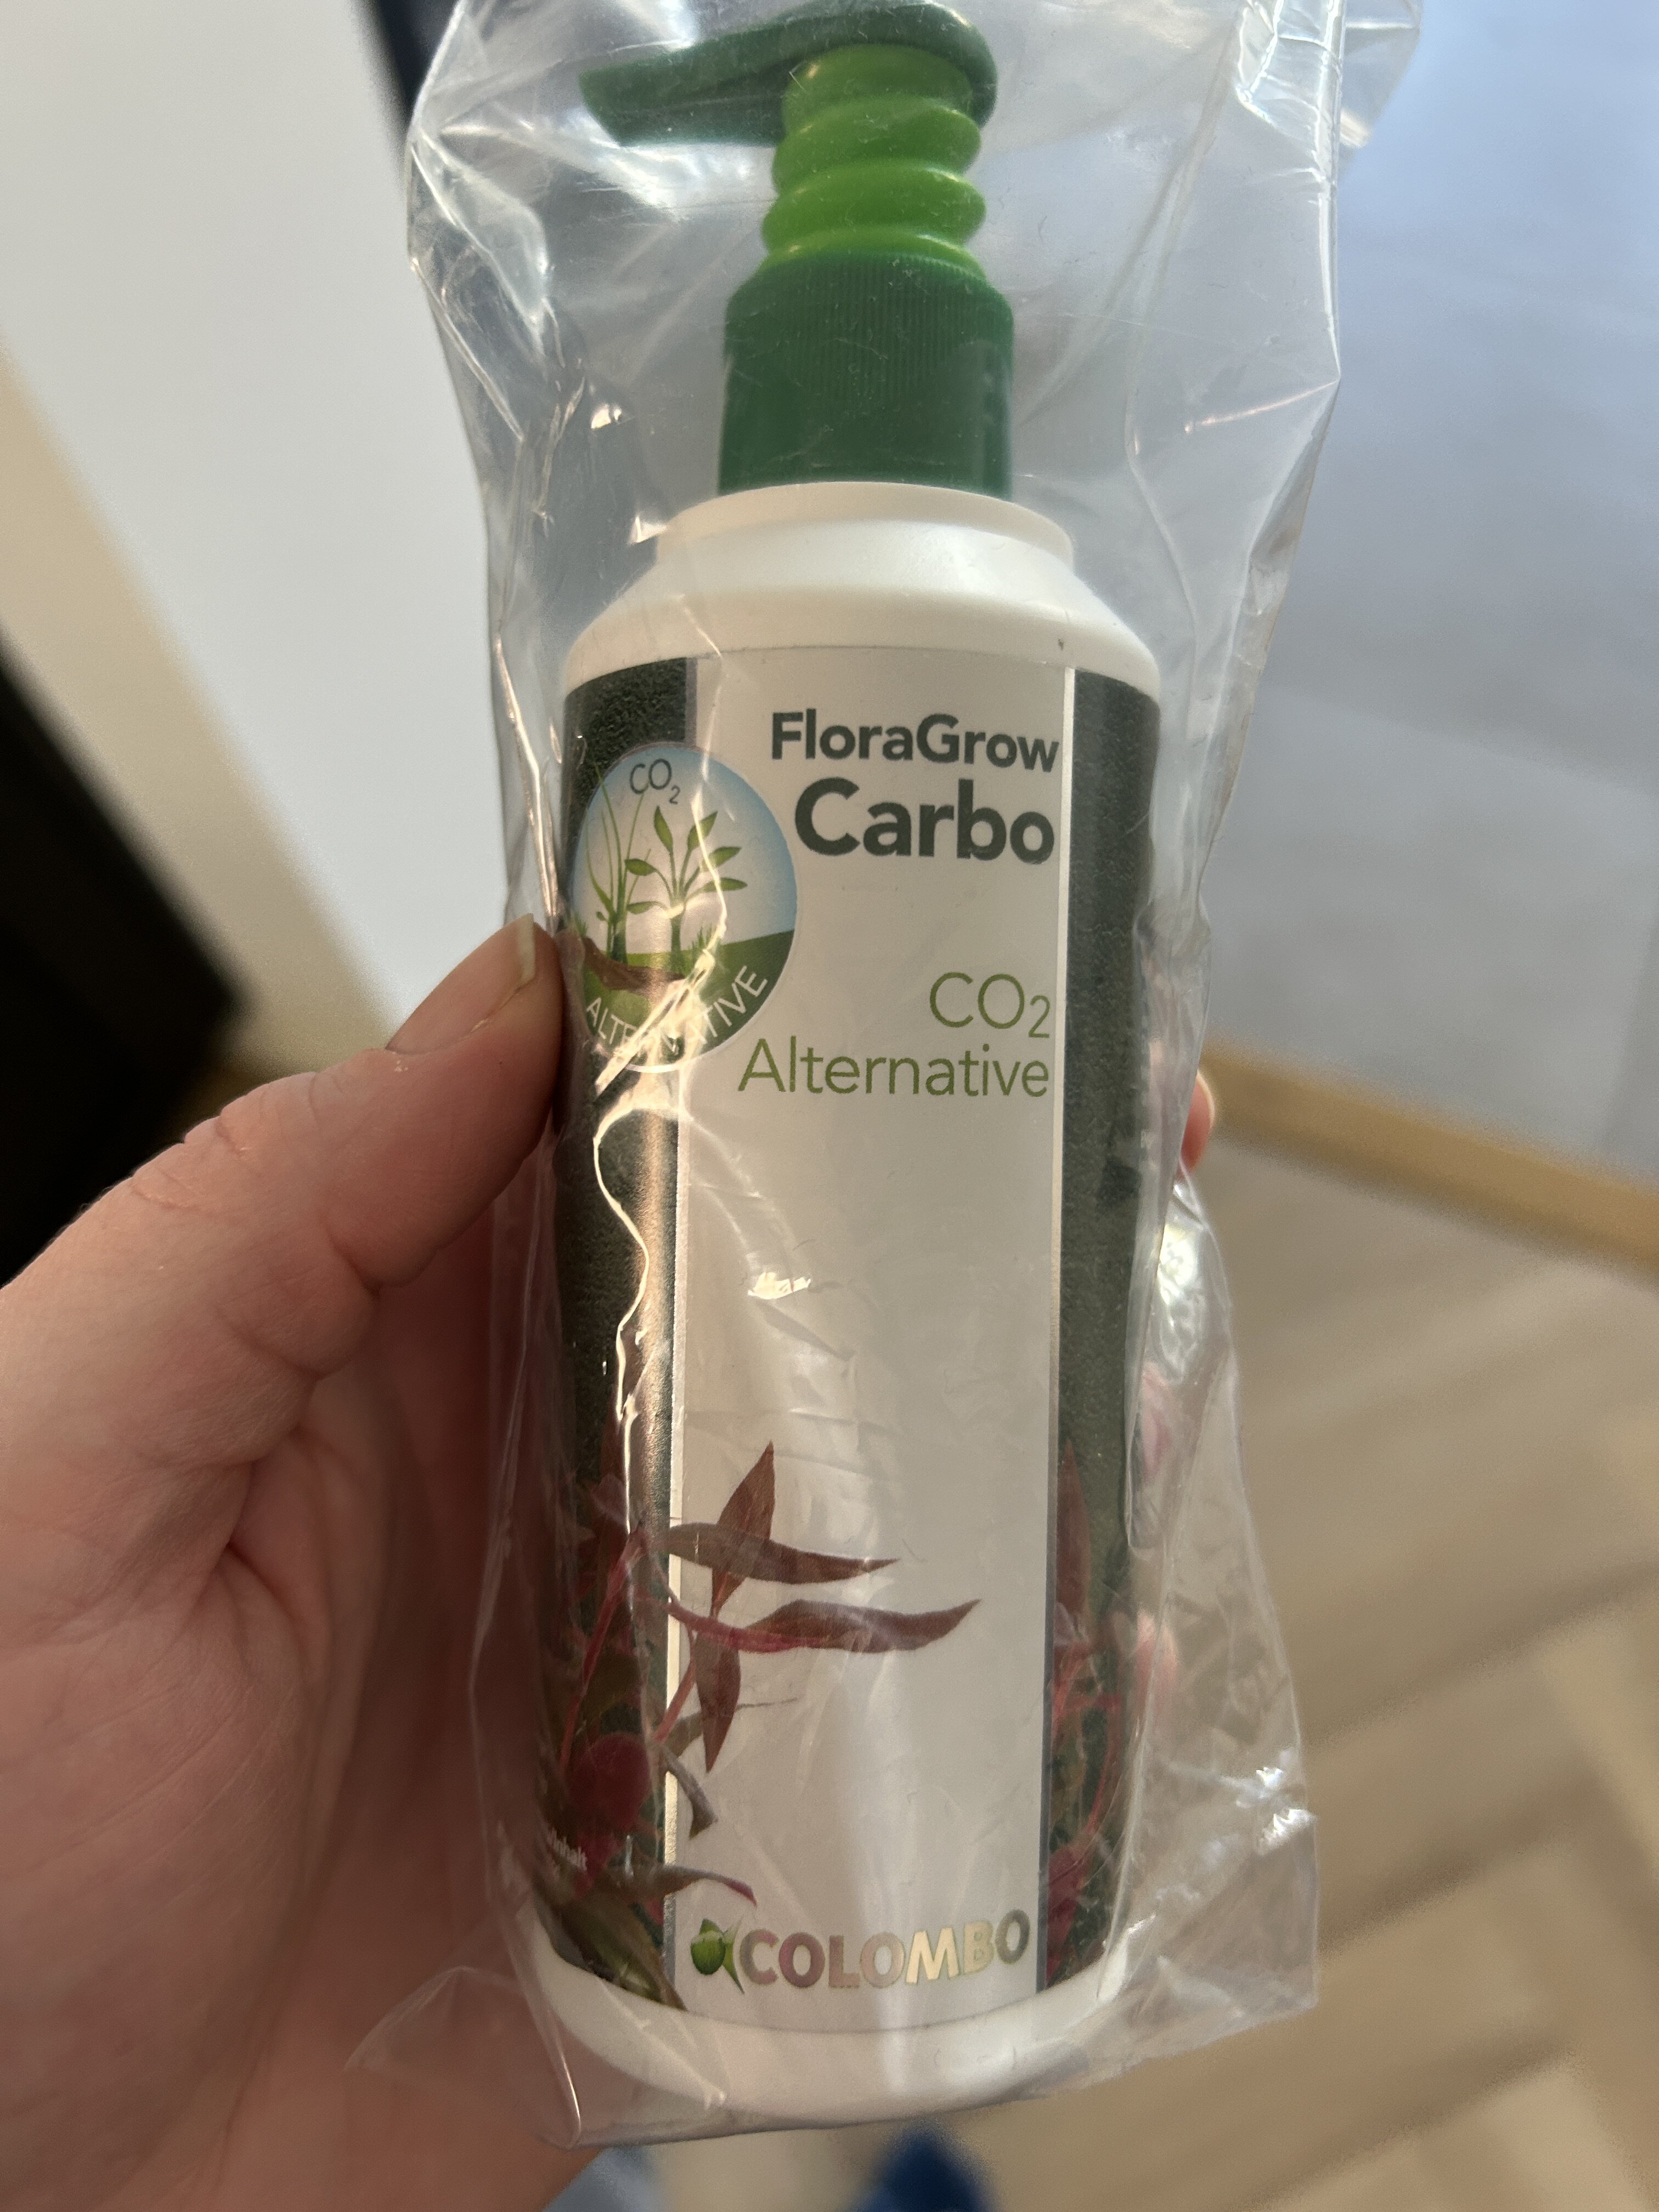 FloraGrow
Carbo
CO₂
ALTERNATIVE
CO₂
Alternative
COLOMBO